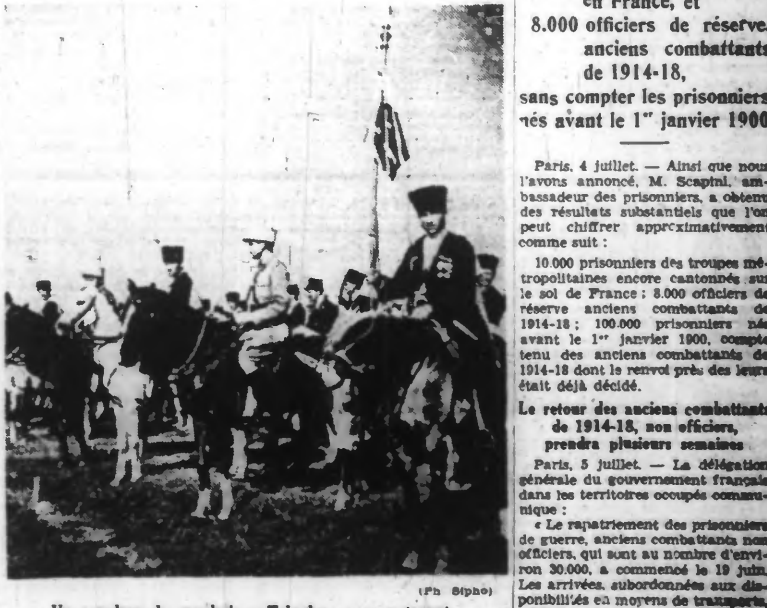 (Ph Sipho)
en France, et
8.000 officiers de réserve,
anciens combattants
de 1914-18,
sans compter les prisonniers
nés avant le 1er janvier 1900
Paris, 4 juillet. — Ainsi que nous
l'avons annoncé, M. Scapini, am-
bassadeur des prisonniers, a obtenu
des résultats substantiels que l'on
peut chiffrer approximativement
comme suit :
10.000 prisonniers des troupes mé-
tropolitaines encore cantonnés sur
le sol de France ; 8.000 officiers de
réserve anciens combattants de
1914-18 ; 100.000 prisonniers nés
avant le 1er janvier 1900, compte
tenu des anciens combattants de
1914-18 dont le renvoi près des leurs
était déjà décidé.
Le retour des anciens combattants
de 1914-18, non officiers,
prendra plusieurs semaines
Paris, 5 juillet. — La délégation
générale du gouvernement français
dans les territoires occupés commu-
nique :
« Le rapatriement des prisonniers
de guerre, anciens combattants non
officiers, qui sont au nombre d'envi-
ron 30.000, a commencé le 19 juin.
Les arrivées, subordonnées aux dis-
ponibilités en moyens de transports,